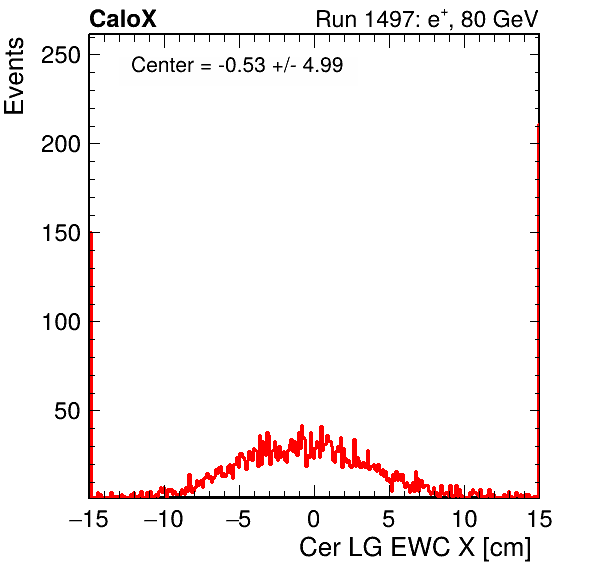 CaloX Run 1497: e⁺, 80 GeV
Center = -0.53 +/- 4.99
Events
250
200
150
100
50
−15 −10 −5 0 5 10 15
Cer LG EWC X [cm]